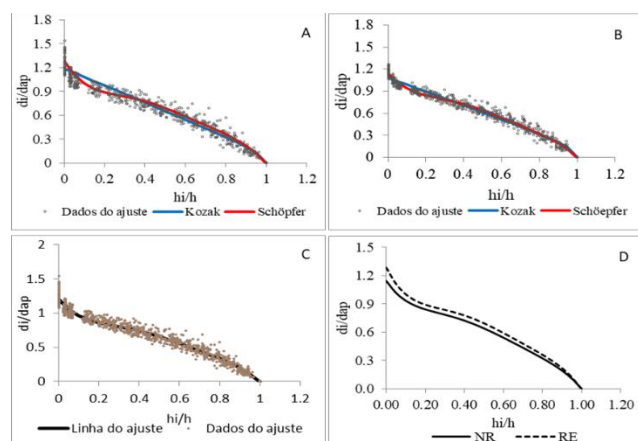 A
di/dap
1.8
1.5
1.2
0.9
0.6
0.3
0
0 0.2 0.4 0.6 0.8 1 1.2
hi/h
Dados do ajuste Kozak Schöpfer
B
di/dap
1.8
1.5
1.2
0.9
0.6
0.3
0
0 0.2 0.4 0.6 0.8 1 1.2
hi/h
Dados do ajuste Kozak Schöepfer
C
di/dap
2
1.5
1
0.5
0
0 0.2 0.4 0.6 0.8 1 1.2
hi/h
Linha do ajuste Dados do ajuste
D
di/dap
1.5
1.2
0.9
0.6
0.3
0.0
0.00 0.20 0.40 0.60 0.80 1.00 1.20
hi/h
NR RE